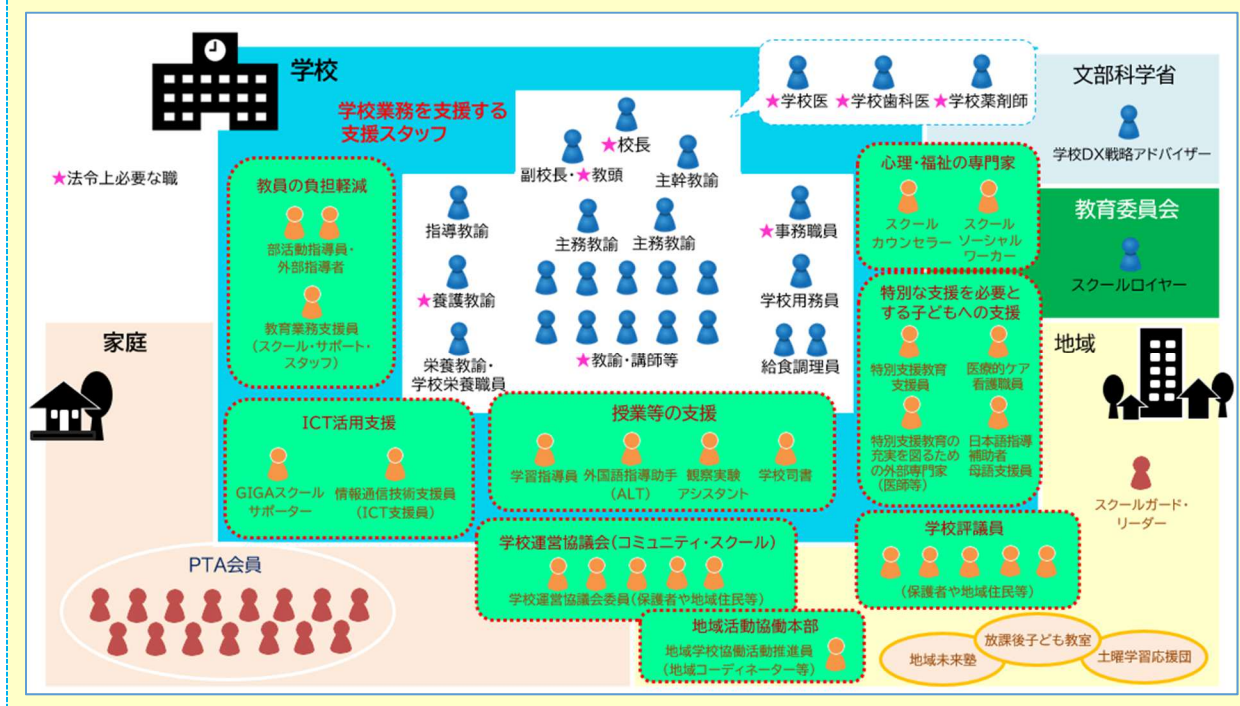 学校
学校業務を支援する
支援スタッフ
★法令上必要な職
★学校医 ★学校歯科医 ★学校薬剤師
文部科学省
学校DX戦略アドバイザー
教育委員会
スクールロイヤー
★校長
副校長・★教頭
主幹教諭
指導教諭
主務教諭 主務教諭
★事務職員
★養護教諭
学校用務員
栄養教諭・
学校栄養職員
★教諭・講師等
給食調理員
教員の負担軽減
部活動指導員・
外部指導者
教育業務支援員
(スクール・サポート・
スタッフ)
心理・福祉の専門家
スクール
カウンセラー
スクール
ソーシャル
ワーカー
特別な支援を必要と
する子どもへの支援
特別支援教育
支援員
医療的ケア
看護職員
特別支援教育の
充実を図るため
の外部専門家
(医師等)
日本語指導
補助者
母語支援員
家庭
地域
ICT活用支援
GIGAスクール
サポーター
情報通信技術支援員
(ICT支援員)
授業等の支援
学習指導員
外国語指導助手
(ALT)
観察実験
アシスタント
学校司書
スクールガード・
リーダー
学校運営協議会(コミュニティ・スクール)
学校運営協議会委員(保護者や地域住民等)
学校評議員
(保護者や地域住民等)
PTA会員
地域活動協働本部
地域学校協働活動推進員
(地域コーディネーター等)
地域未来塾
放課後子ども教室
土曜学習応援団